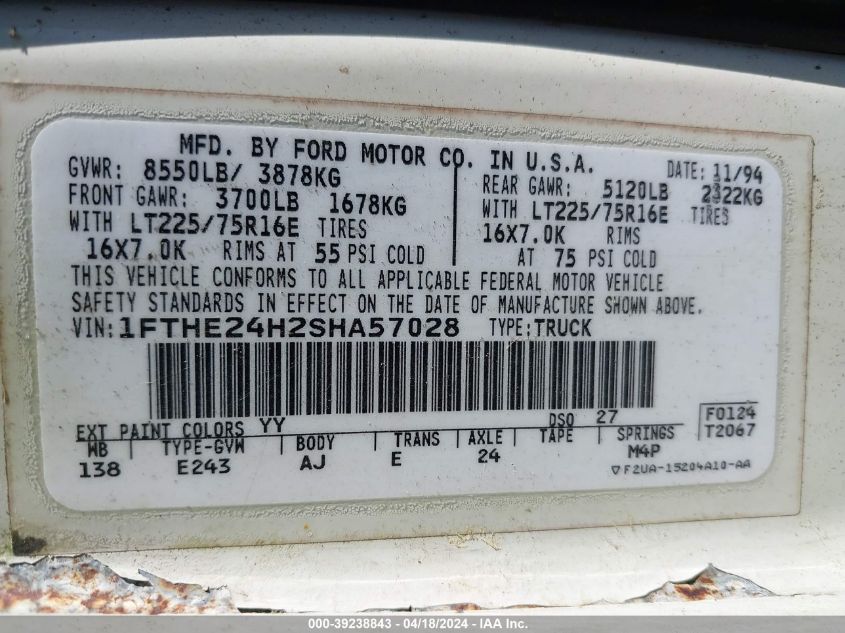 MFD. BY FORD MOTOR CO. IN U.S.A.
DATE: 11/94
GVWR: 8550LB/ 3878KG
FRONT GAWR: 3700LB 1678KG
WITH LT225/75R16E TIRES
16X7.0K RIMS AT 55 PSI COLD
REAR GAWR: 5120LB 2322KG
WITH LT225/75R16E TIRES
16X7.0K RIMS
AT 75 PSI COLD
THIS VEHICLE CONFORMS TO ALL APPLICABLE FEDERAL MOTOR VEHICLE
SAFETY STANDARDS IN EFFECT ON THE DATE OF MANUFACTURE SHOWN ABOVE.
VIN: 1FTHE24H2SHA57028 TYPE: TRUCK
EXT PAINT COLORS YY DSO 27
F0124
T2067
WB TYPE-GVW BODY TRANS AXLE TAPE SPRINGS
138 E243 AJ E 24 M4P
▽F2UA-15204A10-AA
000-39238843 - 04/18/2024 - IAA Inc.